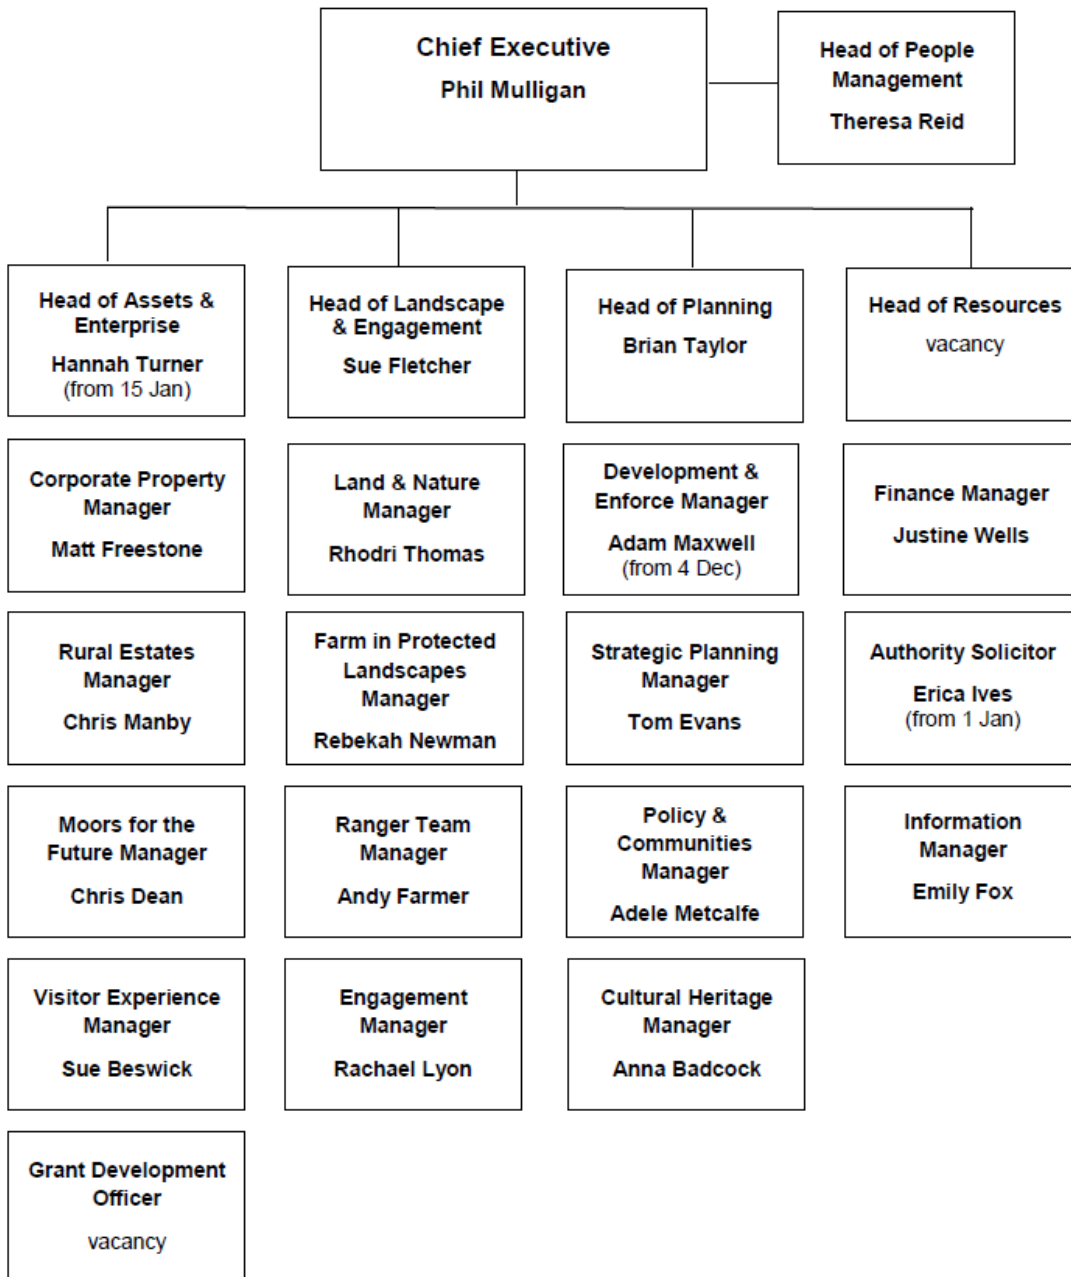 Chief Executive
Phil Mulligan
Head of People
Management
Theresa Reid
Head of Assets &
Enterprise
Hannah Turner
(from 15 Jan)
Head of Landscape
& Engagement
Sue Fletcher
Head of Planning
Brian Taylor
Head of Resources
vacancy
Corporate Property
Manager
Matt Freestone
Land & Nature
Manager
Rhodri Thomas
Development &
Enforce Manager
Adam Maxwell
(from 4 Dec)
Finance Manager
Justine Wells
Rural Estates
Manager
Chris Manby
Farm in Protected
Landscapes
Manager
Rebekah Newman
Strategic Planning
Manager
Tom Evans
Authority Solicitor
Erica Ives
(from 1 Jan)
Moors for the
Future Manager
Chris Dean
Ranger Team
Manager
Andy Farmer
Policy &
Communities
Manager
Adele Metcalfe
Information
Manager
Emily Fox
Visitor Experience
Manager
Sue Beswick
Engagement
Manager
Rachael Lyon
Cultural Heritage
Manager
Anna Badcock
Grant Development
Officer
vacancy